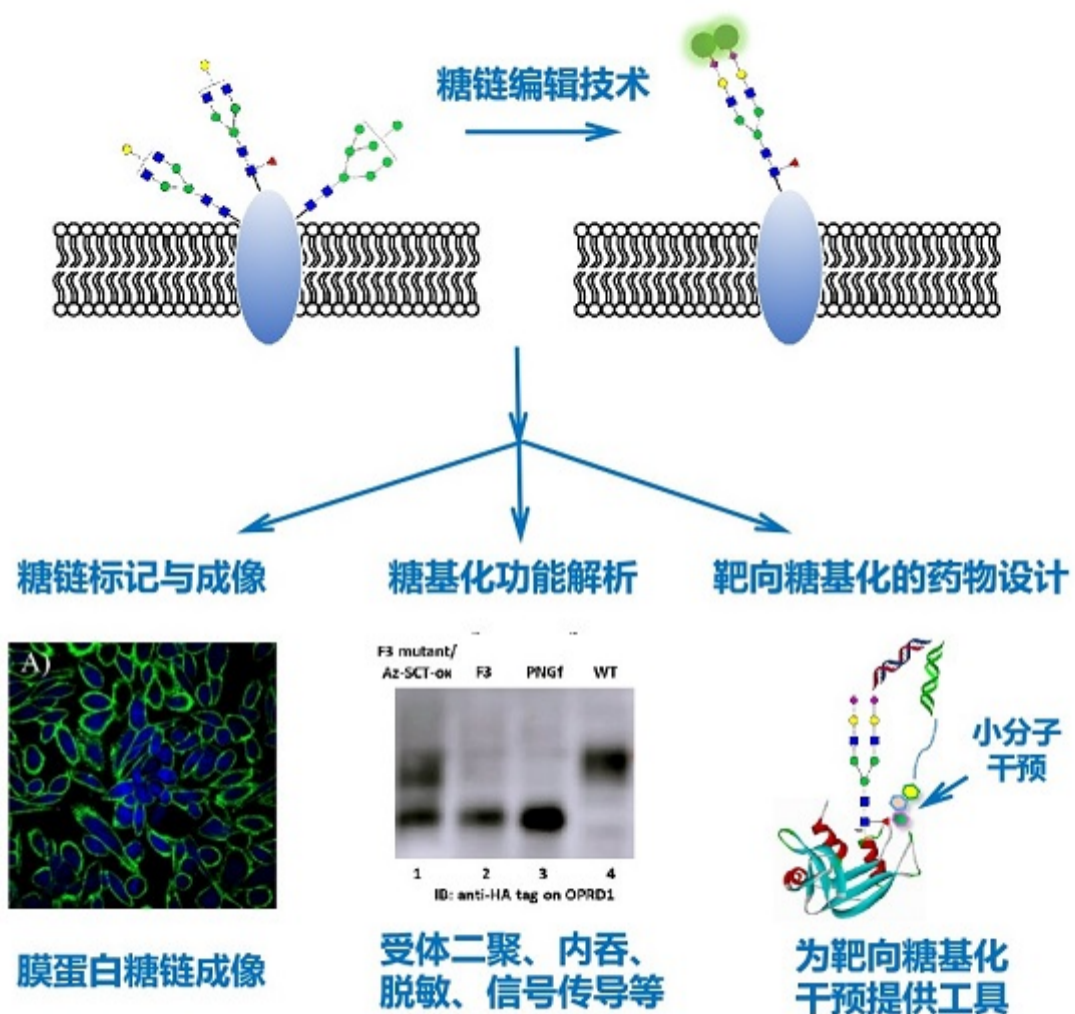 糖链编辑技术
糖链标记与成像
糖基化功能解析
靶向糖基化的药物设计
A)
F3 mutant/
Az-SCT-ox F3 PNGf WT
1 2 3 4
IB: anti-HA tag on OPRD1
小分子
干预
膜蛋白糖链成像
受体二聚、内吞、
脱敏、信号传导等
为靶向糖基化
干预提供工具